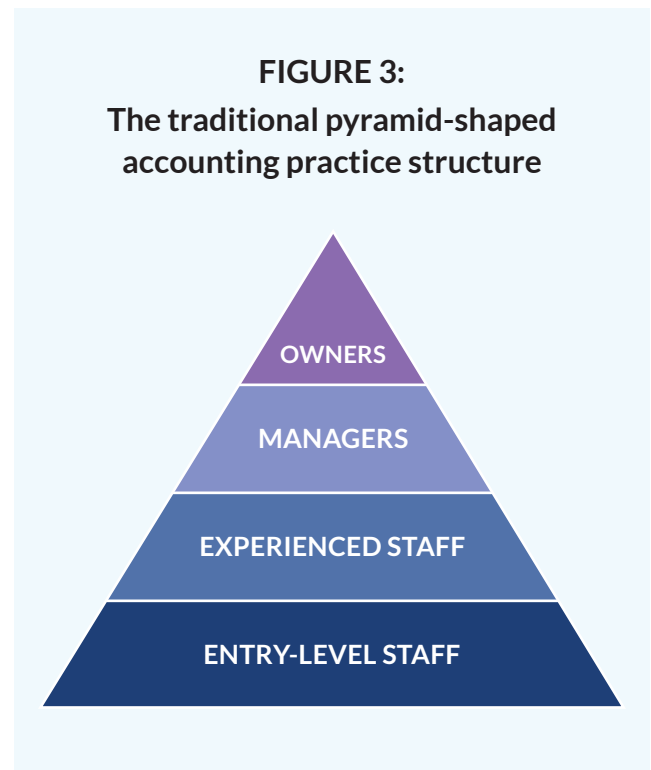 FIGURE 3:
The traditional pyramid-shaped
accounting practice structure
OWNERS
MANAGERS
EXPERIENCED STAFF
ENTRY-LEVEL STAFF